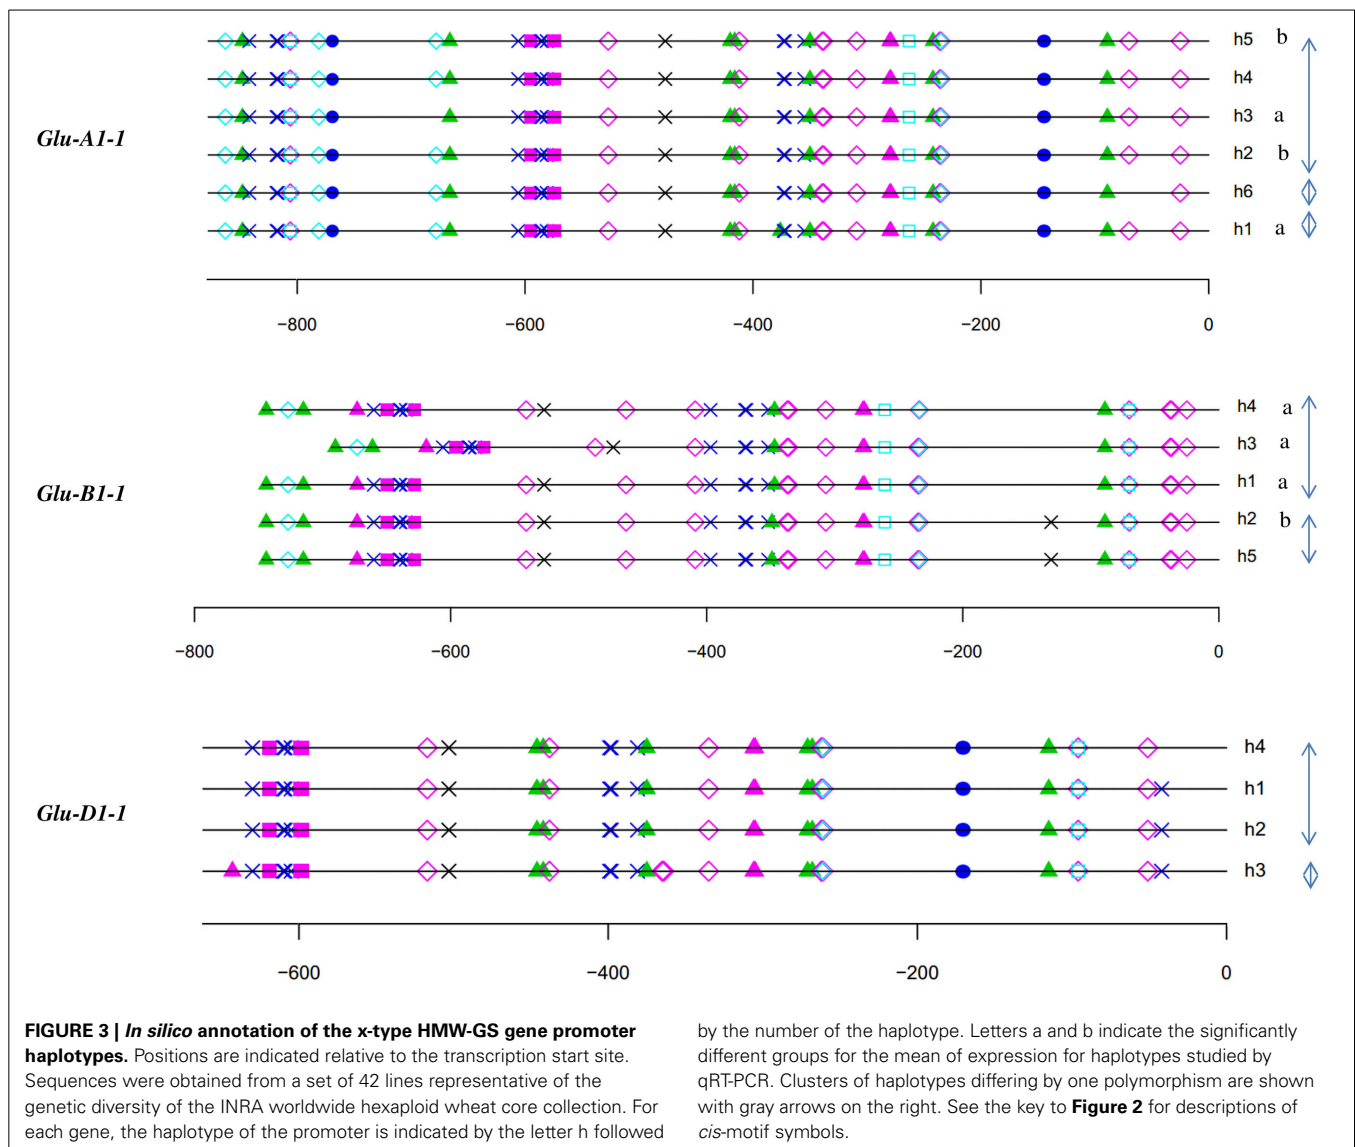 h5 b
h4
Glu-A1-1
h3 a
h2 b
h6
h1 a
−800 −600 −400 −200 0
h4 a
h3 a
Glu-B1-1
h1 a
h2 b
h5
−800 −600 −400 −200 0
h4
h1
Glu-D1-1
h2
h3
−600 −400 −200 0
FIGURE 3 | In silico annotation of the x-type HMW-GS gene promoter
haplotypes. Positions are indicated relative to the transcription start site.
Sequences were obtained from a set of 42 lines representative of the
genetic diversity of the INRA worldwide hexaploid wheat core collection. For
each gene, the haplotype of the promoter is indicated by the letter h followed
by the number of the haplotype. Letters a and b indicate the significantly
different groups for the mean of expression for haplotypes studied by
qRT-PCR. Clusters of haplotypes differing by one polymorphism are shown
with gray arrows on the right. See the key to Figure 2 for descriptions of
cis-motif symbols.